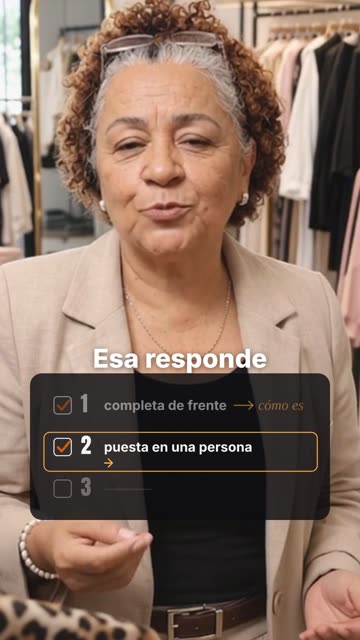 Esa responde
1 completa de frente → cómo es
2 puesta en una persona
→
3